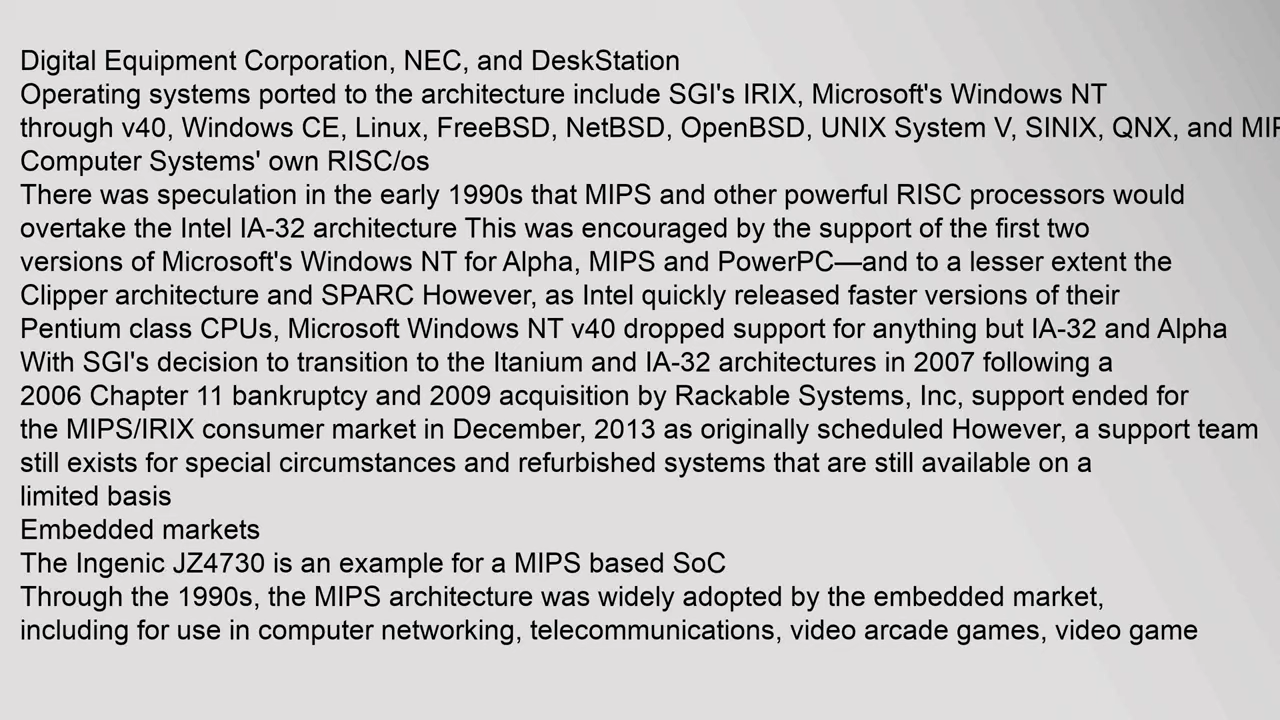 Digital Equipment Corporation, NEC, and DeskStation
Operating systems ported to the architecture include SGI's IRIX, Microsoft's Windows NT
through v40, Windows CE, Linux, FreeBSD, NetBSD, OpenBSD, UNIX System V, SINIX, QNX, and
Computer Systems' own RISC/os
There was speculation in the early 1990s that MIPS and other powerful RISC processors would
overtake the Intel IA-32 architecture This was encouraged by the support of the first two
versions of Microsoft's Windows NT for Alpha, MIPS and PowerPC—and to a lesser extent the
Clipper architecture and SPARC However, as Intel quickly released faster versions of their
Pentium class CPUs, Microsoft Windows NT v40 dropped support for anything but IA-32 and Alpha
With SGI's decision to transition to the Itanium and IA-32 architectures in 2007 following a
2006 Chapter 11 bankruptcy and 2009 acquisition by Rackable Systems, Inc, support ended for
the MIPS/IRIX consumer market in December, 2013 as originally scheduled However, a support team
still exists for special circumstances and refurbished systems that are still available on a
limited basis
Embedded markets
The Ingenic JZ4730 is an example for a MIPS based SoC
Through the 1990s, the MIPS architecture was widely adopted by the embedded market,
including for use in computer networking, telecommunications, video arcade games, video game